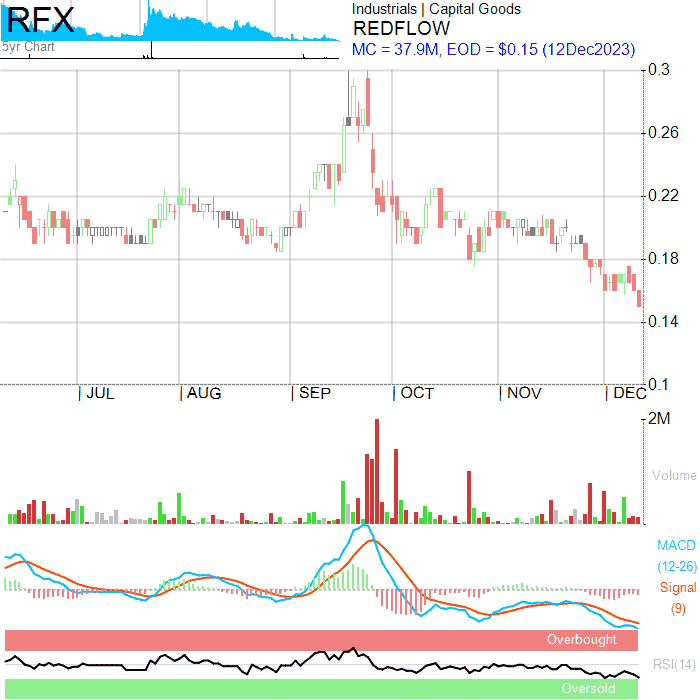 RFX
5yr Chart
Industrials | Capital Goods
REDFLOW
MC = 37.9M, EOD = $0.15 (12Dec2023)
0.3
0.26
0.22
0.18
0.14
0.1
| JUL | AUG | SEP | OCT | NOV | DEC
2M
Volume
MACD
(12-26)
Signal
(9)
Overbought
RSI(14)
Oversold